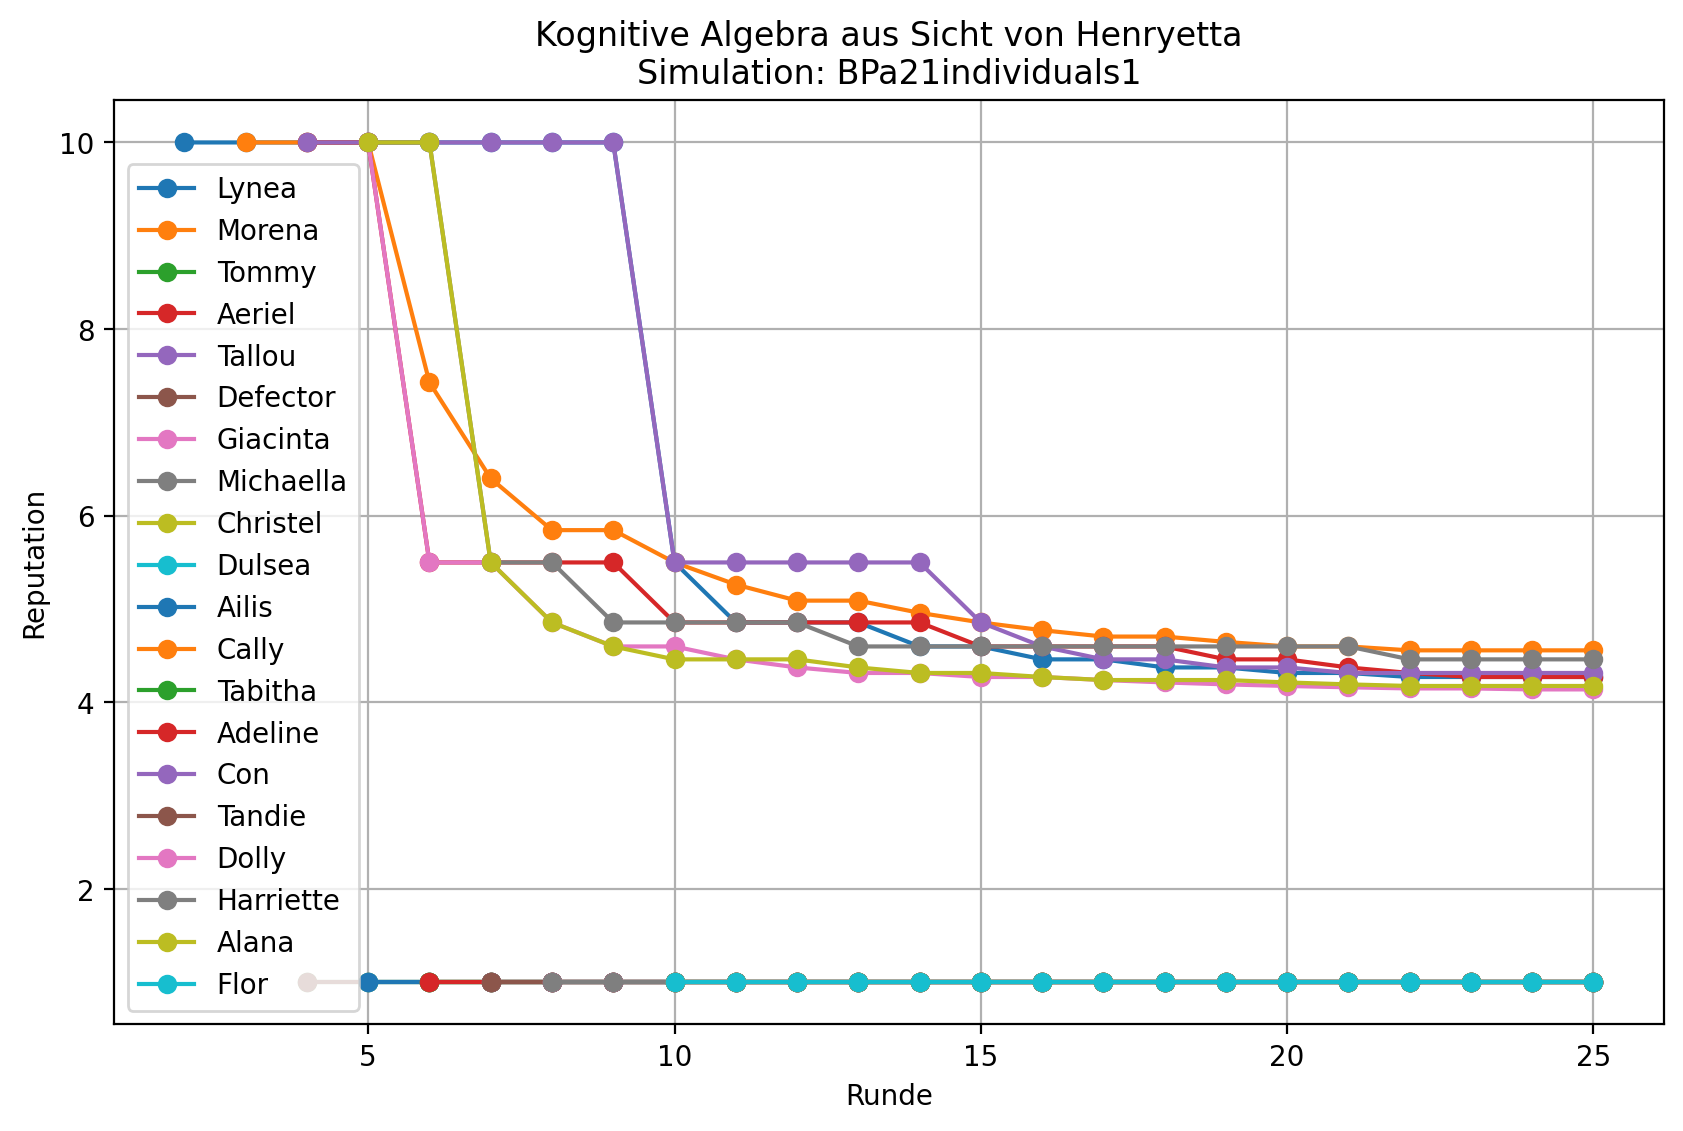 Kognitive Algebra aus Sicht von Henryetta
Simulation: BPa21individuals1
Reputation
10
8
6
4
2
Lynea
Morena
Tommy
Aeriel
Tallou
Defector
Giacinta
Michaella
Christel
Dulsea
Ailis
Cally
Tabitha
Adeline
Con
Tandie
Dolly
Harriette
Alana
Flor
5 10 15 20 25
Runde